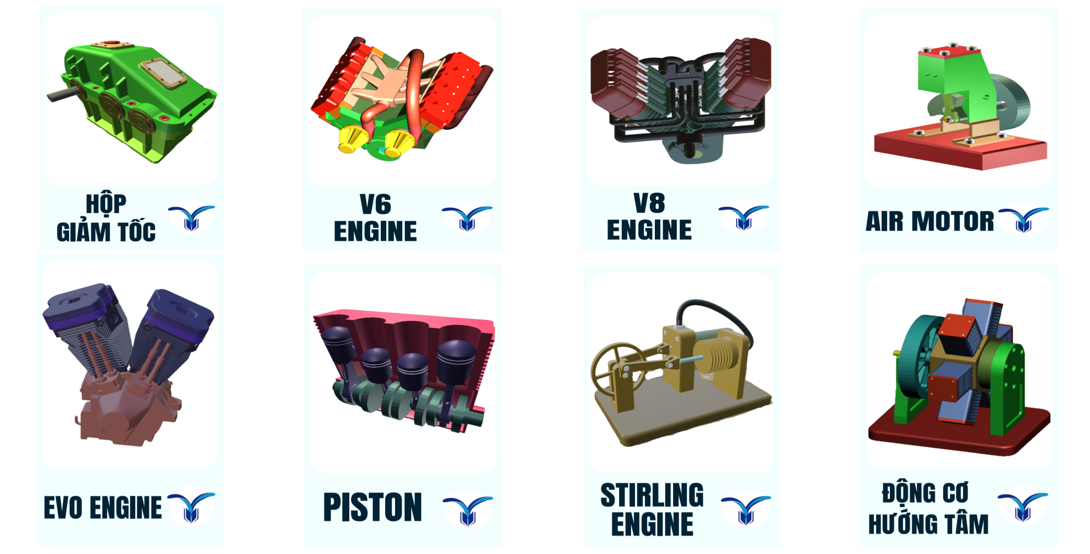 HỘP
GIẢM TỐC
V6
ENGINE
V8
ENGINE
AIR MOTOR
EVO ENGINE
PISTON
STIRLING
ENGINE
ĐỘNG CƠ
HƯỚNG TÂM